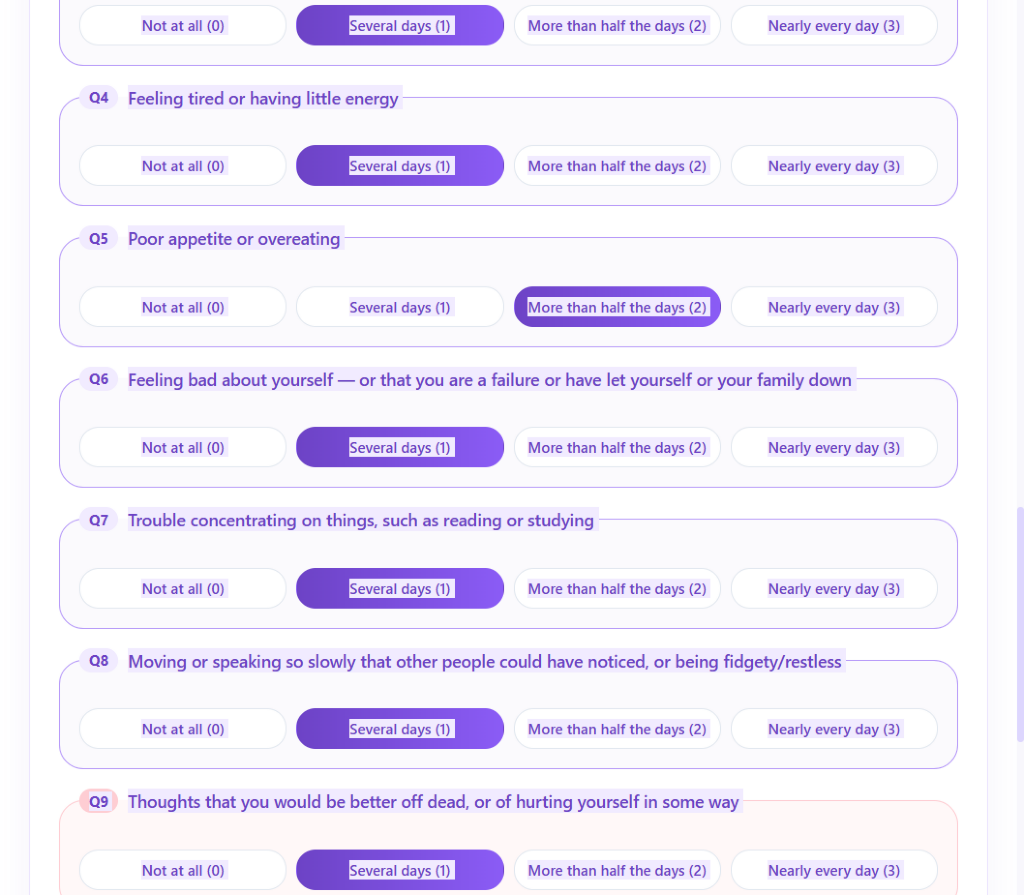 Not at all (0) Several days (1) More than half the days (2) Nearly every day (3)
Q4 Feeling tired or having little energy
Not at all (0) Several days (1) More than half the days (2) Nearly every day (3)
Q5 Poor appetite or overeating
Not at all (0) Several days (1) More than half the days (2) Nearly every day (3)
Q6 Feeling bad about yourself — or that you are a failure or have let yourself or your family down
Not at all (0) Several days (1) More than half the days (2) Nearly every day (3)
Q7 Trouble concentrating on things, such as reading or studying
Not at all (0) Several days (1) More than half the days (2) Nearly every day (3)
Q8 Moving or speaking so slowly that other people could have noticed, or being fidgety/restless
Not at all (0) Several days (1) More than half the days (2) Nearly every day (3)
Q9 Thoughts that you would be better off dead, or of hurting yourself in some way
Not at all (0) Several days (1) More than half the days (2) Nearly every day (3)